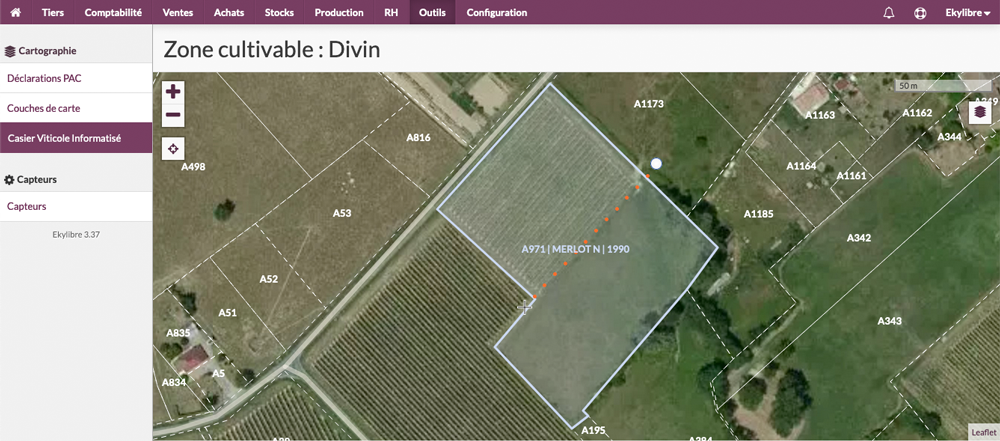 Tiers
Comptabilité
Ventes
Achats
Stocks
Production
RH
Outils
Configuration
Ekylibre
Cartographie
Déclarations PAC
Couches de carte
Casier Viticole Informatisé
Capteurs
Capteurs
Ekylibre 3.37
Zone cultivable : Divin
50 m
A1173
A1163
A1162
A344
A816
A498
A1164
A1161
A53
A1185
A342
A971 | MERLOT N | 1990
A52
A51
A343
A835
A834
A5
A195
Leaflet